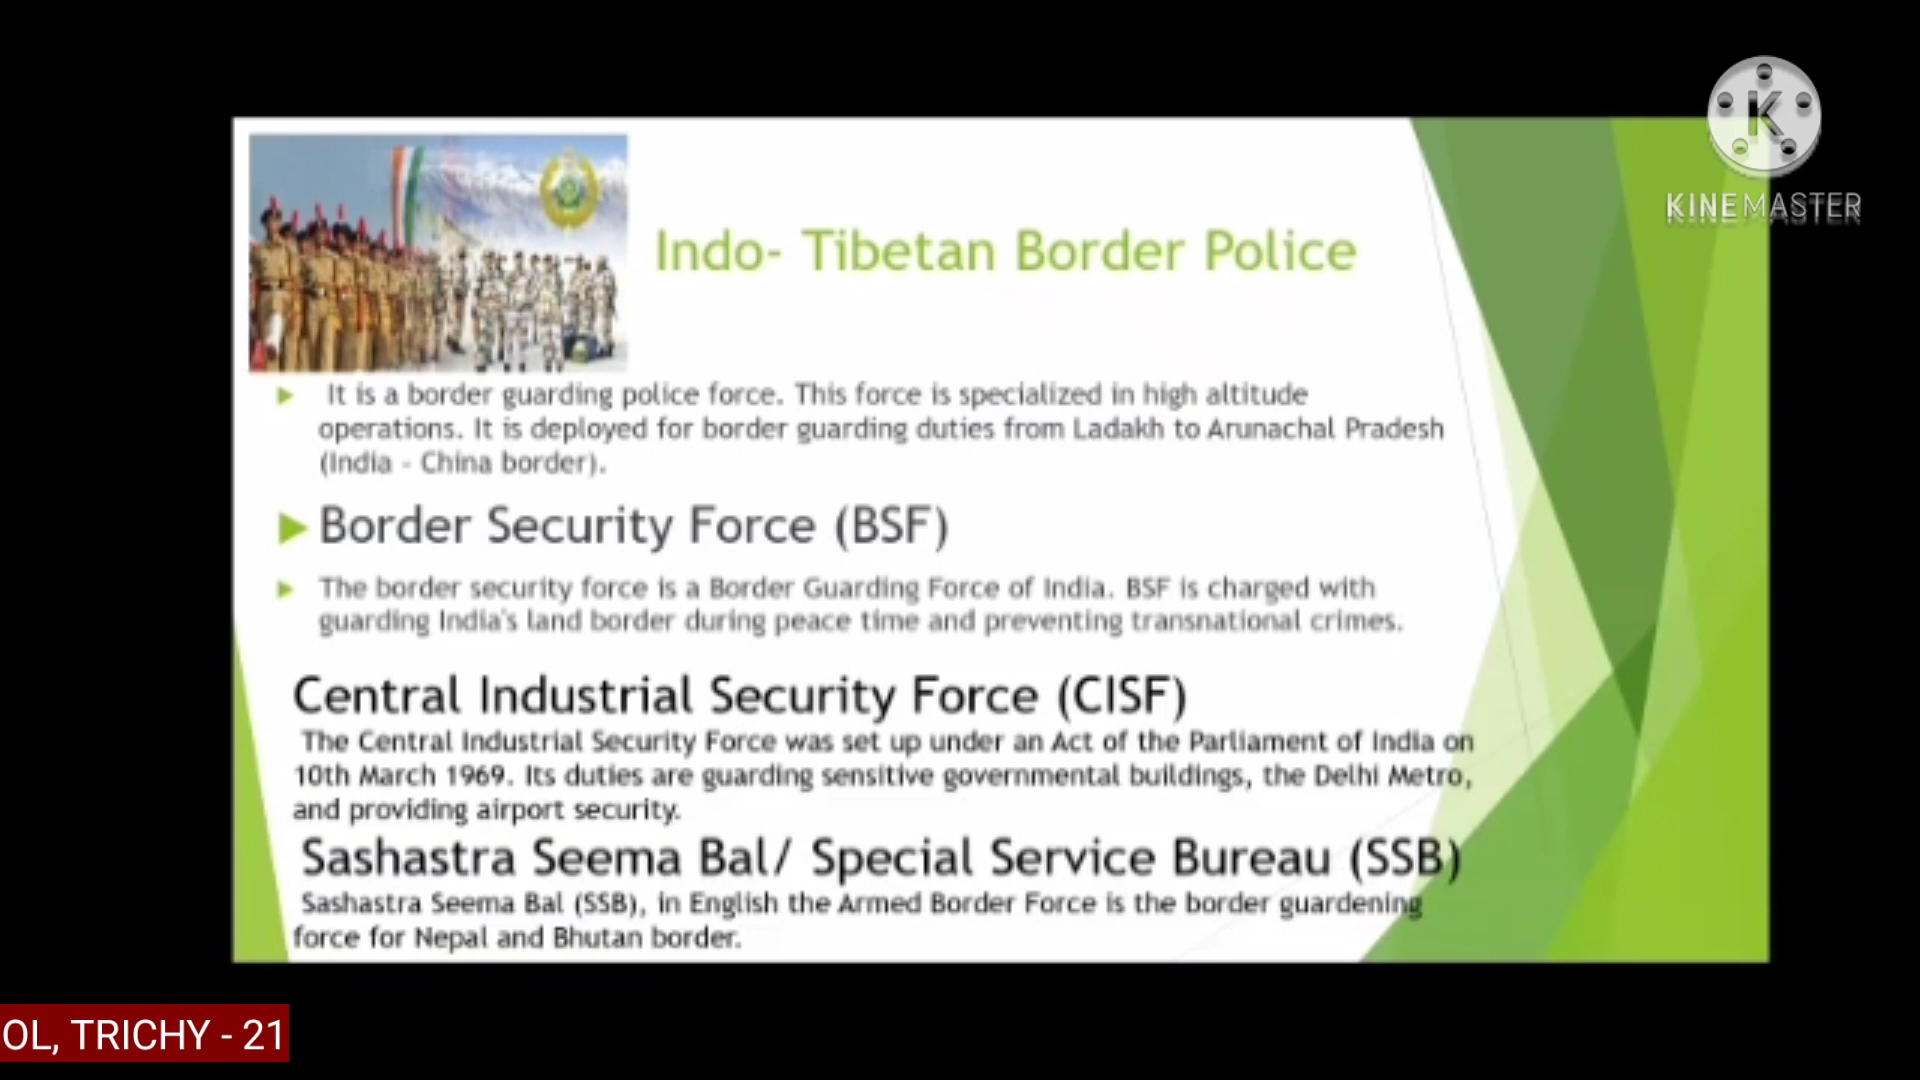 KINEMASTER
Indo- Tibetan Border Police
It is a border guarding police force. This force is specialized in high altitude
operations. It is deployed for border guarding duties from Ladakh to Arunachal Pradesh
(India - China border).
Border Security Force (BSF)
The border security force is a Border Guarding Force of India. BSF is charged with
guarding India's land border during peace time and preventing transnational crimes.
Central Industrial Security Force (CISF)
The Central Industrial Security Force was set up under an Act of the Parliament of India on
10th March 1969. Its duties are guarding sensitive governmental buildings, the Delhi Metro,
and providing airport security.
Sashastra Seema Bal/ Special Service Bureau (SSB)
Sashastra Seema Bal (SSB), in English the Armed Border Force is the border guardening
force for Nepal and Bhutan border.
OL, TRICHY - 21